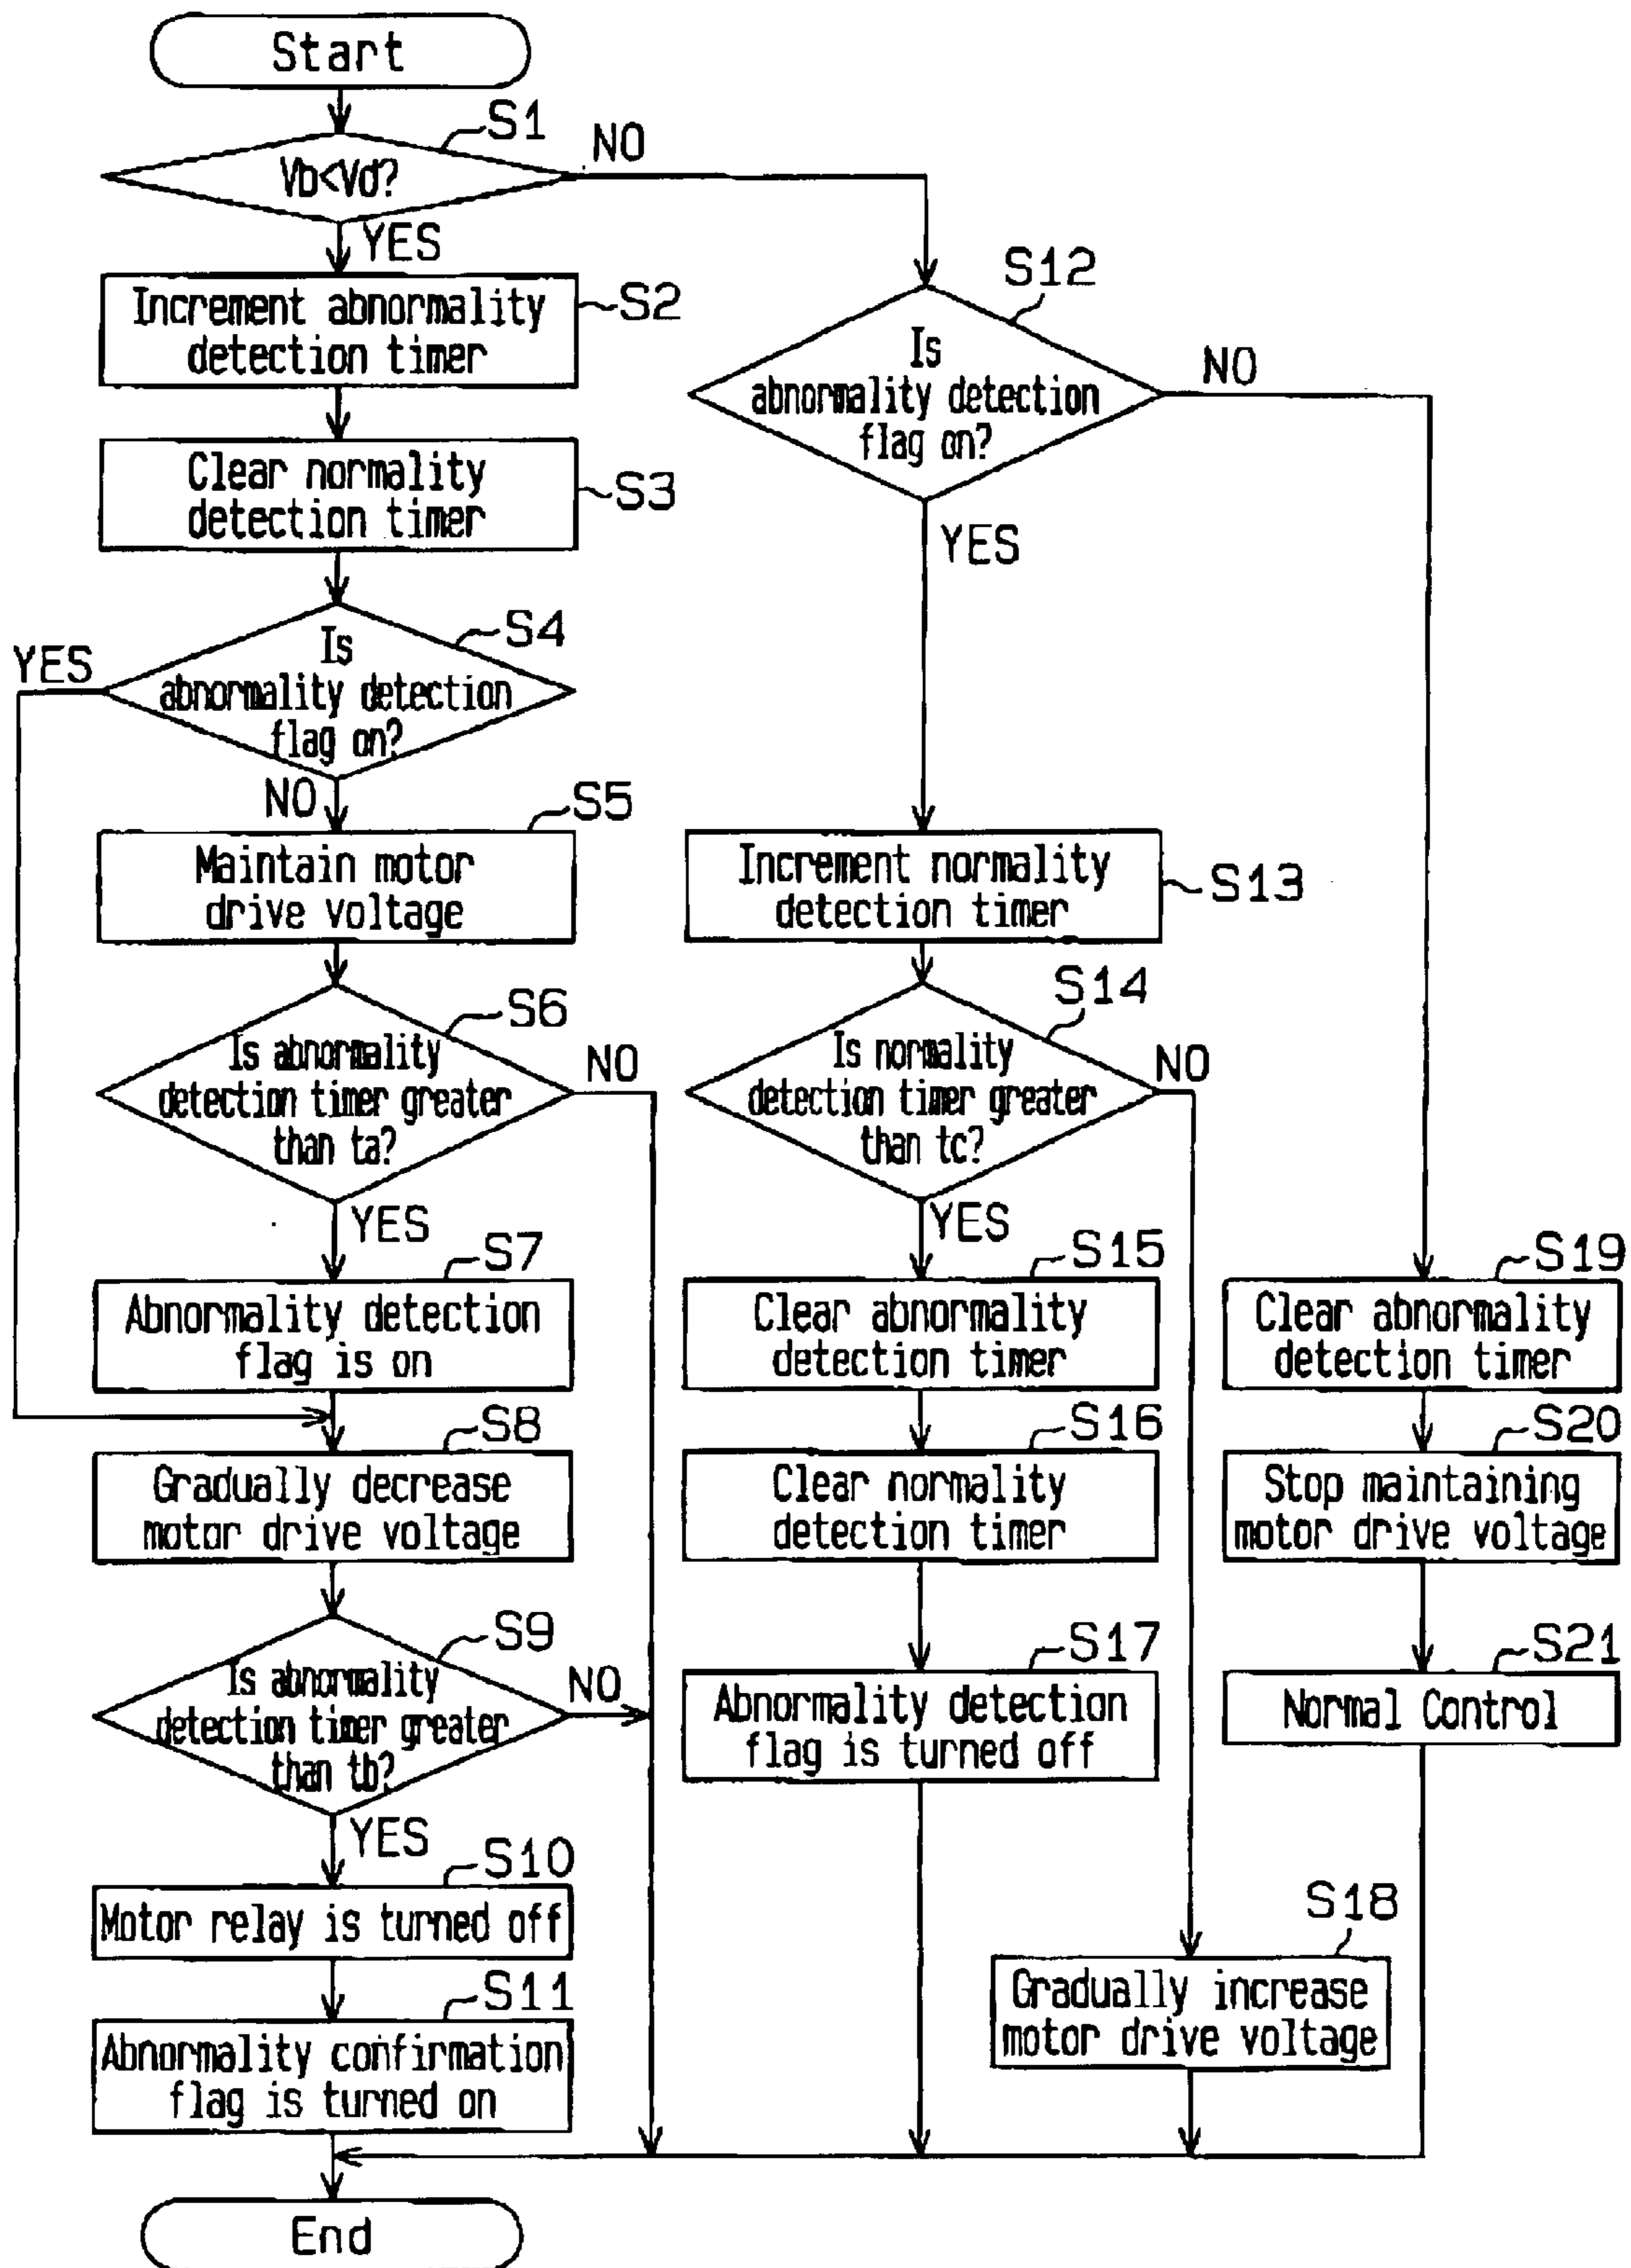 Start
S1
Vb<Vd?
NO
YES
Increment abnormality
detection timer
S2
Clear normality
detection timer
S3
S4
Is
abnormality detection
flag on?
YES
NO
S5
Maintain motor
drive voltage
S6
Is abnormality
detection timer greater
than ta?
NO
YES
S7
Abnormality detection
flag is on
S8
Gradually decrease
motor drive voltage
S9
Is abnormality
detection timer greater
than tb?
NO
YES
S10
Motor relay is turned off
S11
Abnormality confirmation
flag is turned on
End
S12
Is
abnormality detection
flag on?
NO
YES
Increment normality
detection timer
S13
S14
Is normality
detection timer greater
than tc?
NO
YES
S15
Clear abnormality
detection timer
S16
Clear normality
detection timer
S17
Abnormality detection
flag is turned off
S18
Gradually increase
motor drive voltage
S19
Clear abnormality
detection timer
S20
Stop maintaining
motor drive voltage
S21
Normal Control